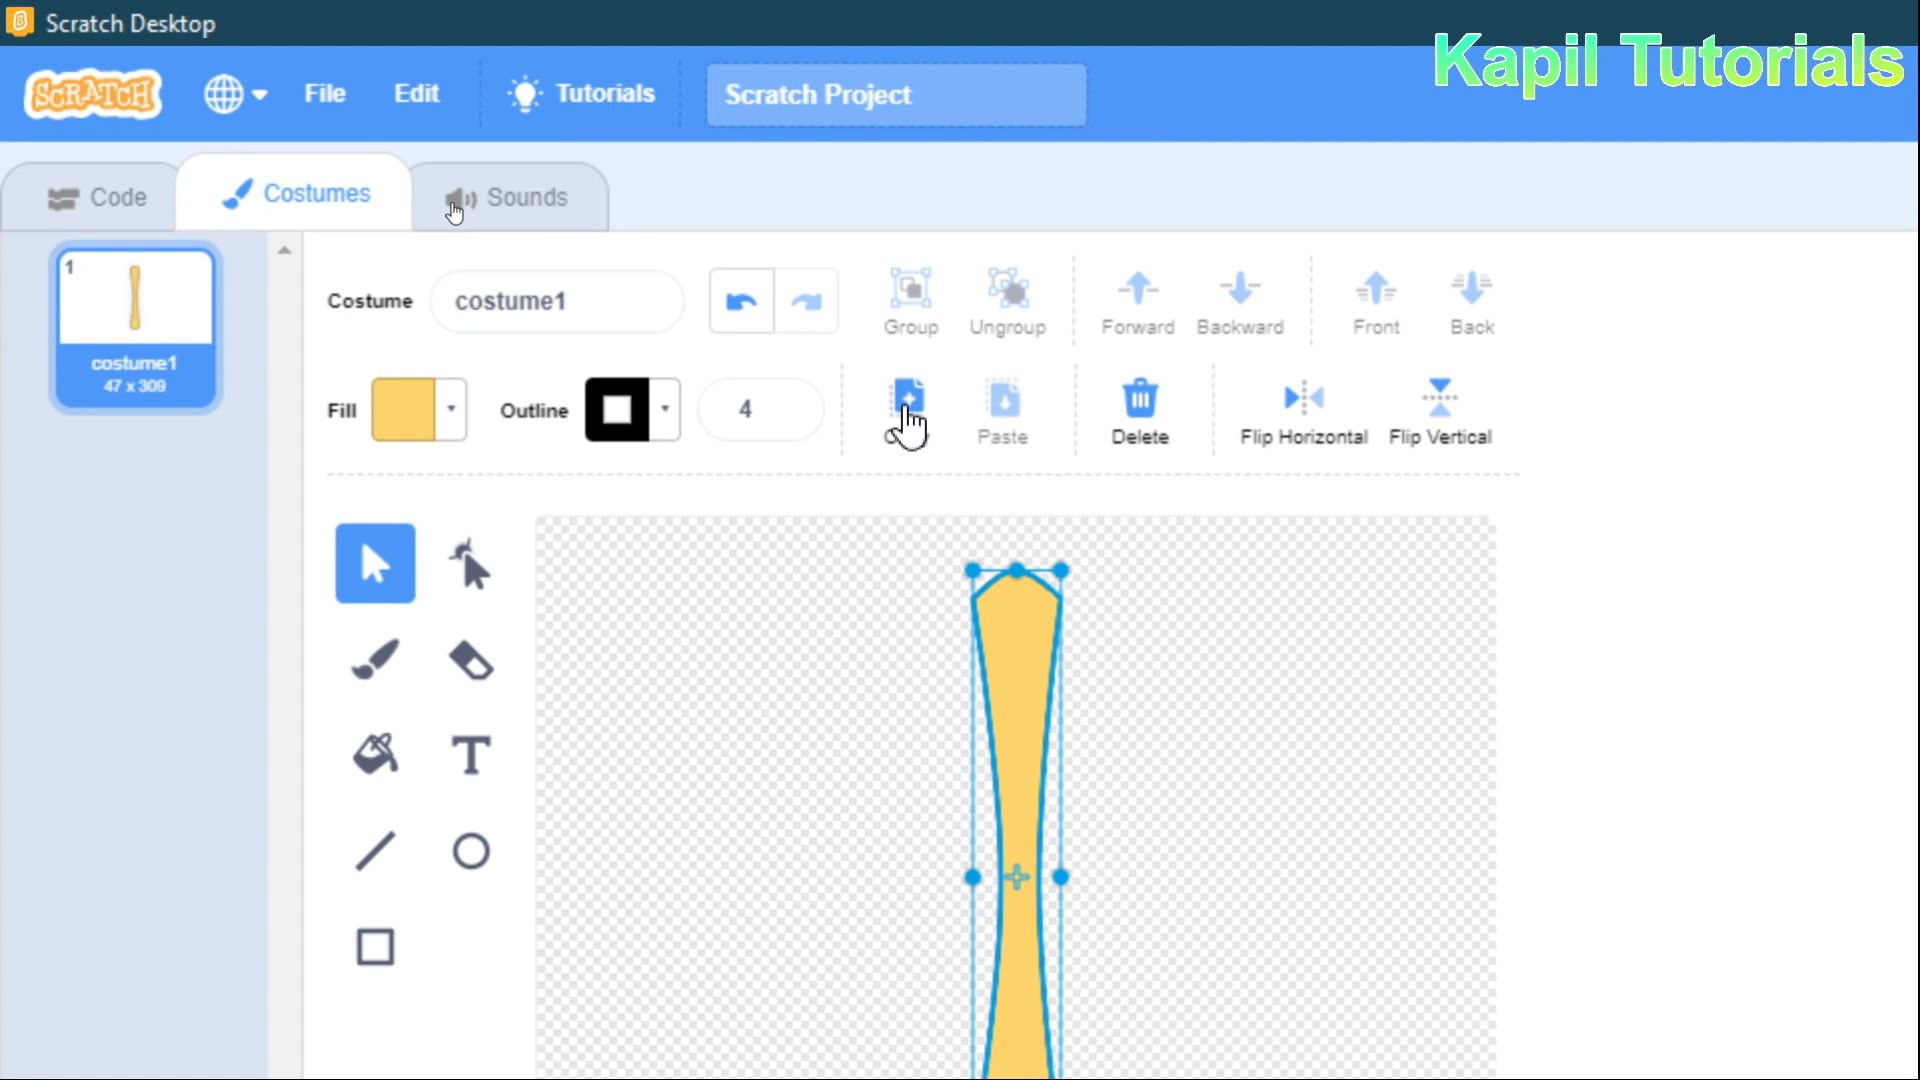 Scratch Desktop
Kapil Tutorials
SCRATCH
File
Edit
Tutorials
Scratch Project
Code
Costumes
Sounds
1
costume1
47 x 309
Costume
costume1
Group
Ungroup
Forward
Backward
Front
Back
Fill
Outline
4
Paste
Delete
Flip Horizontal
Flip Vertical
T